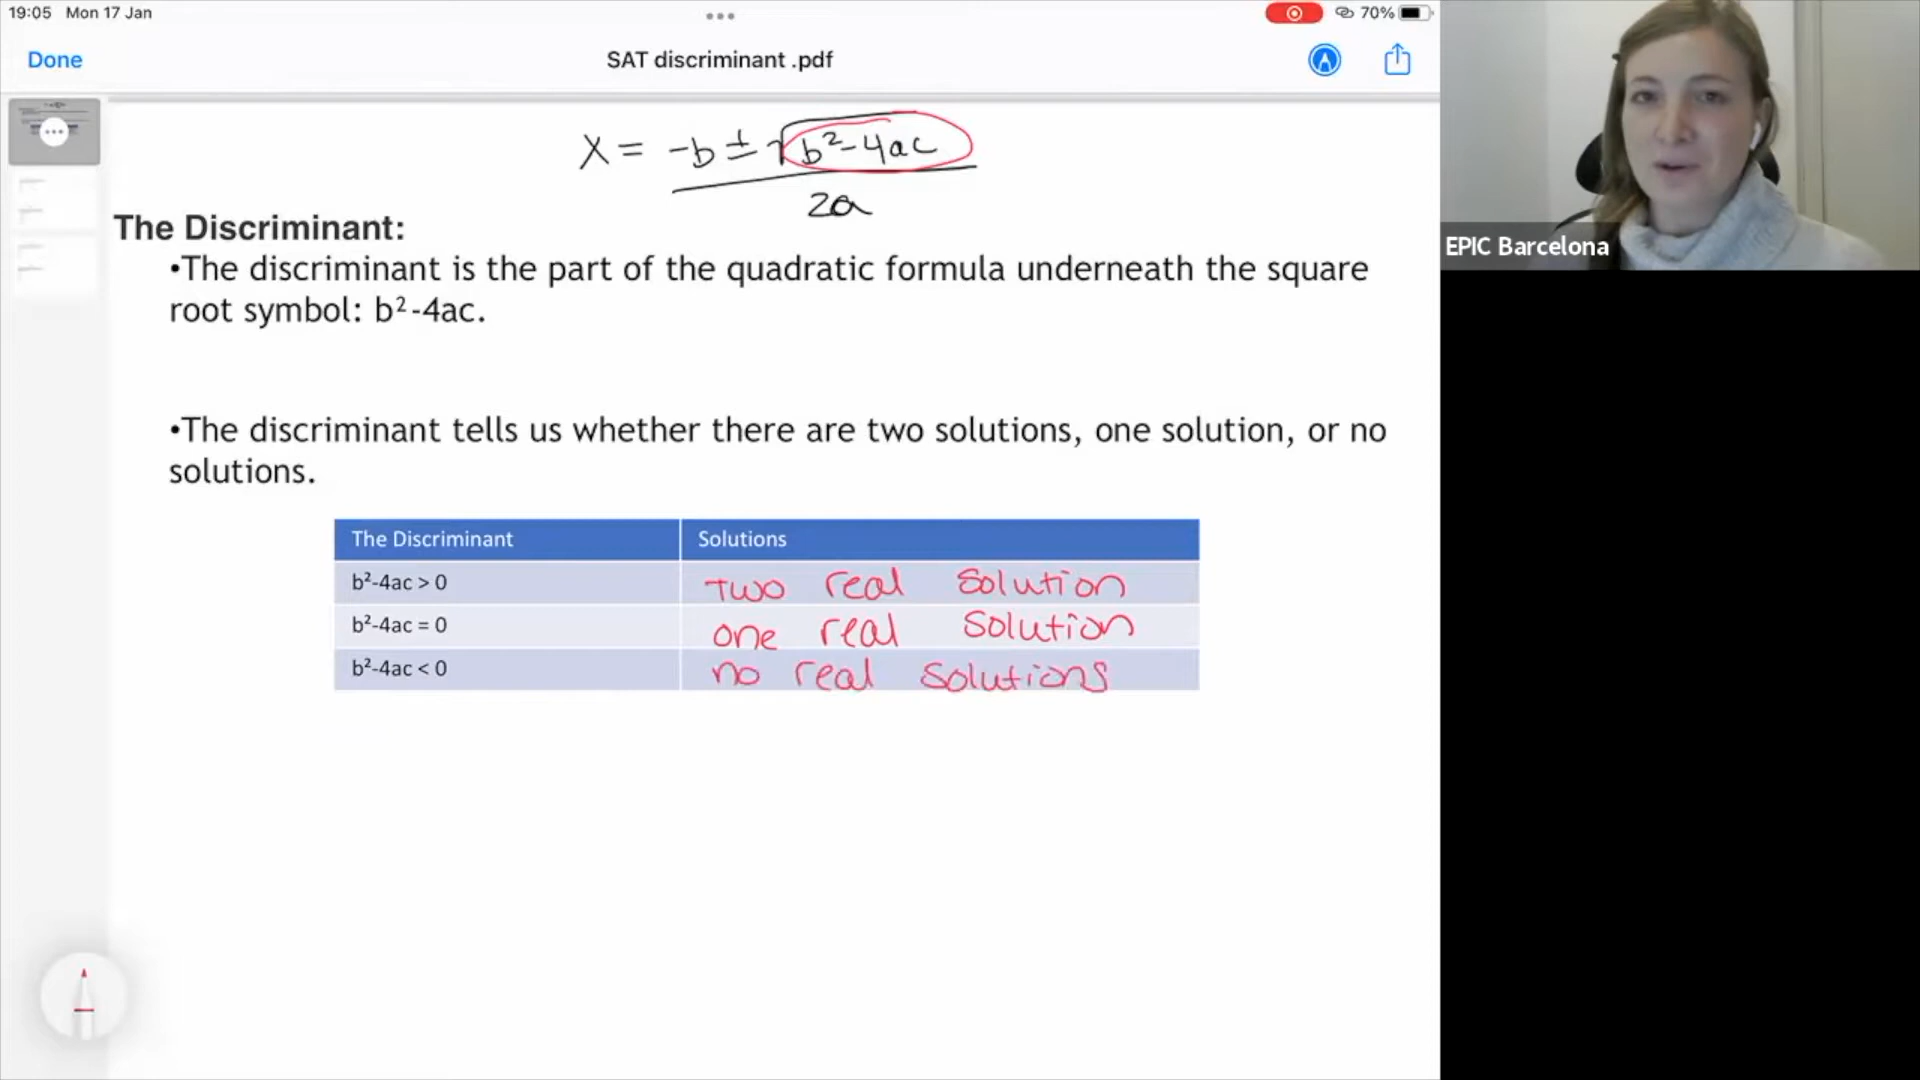 19:05 Mon 17 Jan
70%
Done
SAT discriminant .pdf
X = -b ± √b²-4ac
2a
EPIC Barcelona
The Discriminant:
•The discriminant is the part of the quadratic formula underneath the square
root symbol: b²-4ac.
•The discriminant tells us whether there are two solutions, one solution, or no
solutions.
The Discriminant Solutions
b²-4ac > 0 two real solution
b²-4ac = 0 one real solution
b²-4ac < 0 no real solutions